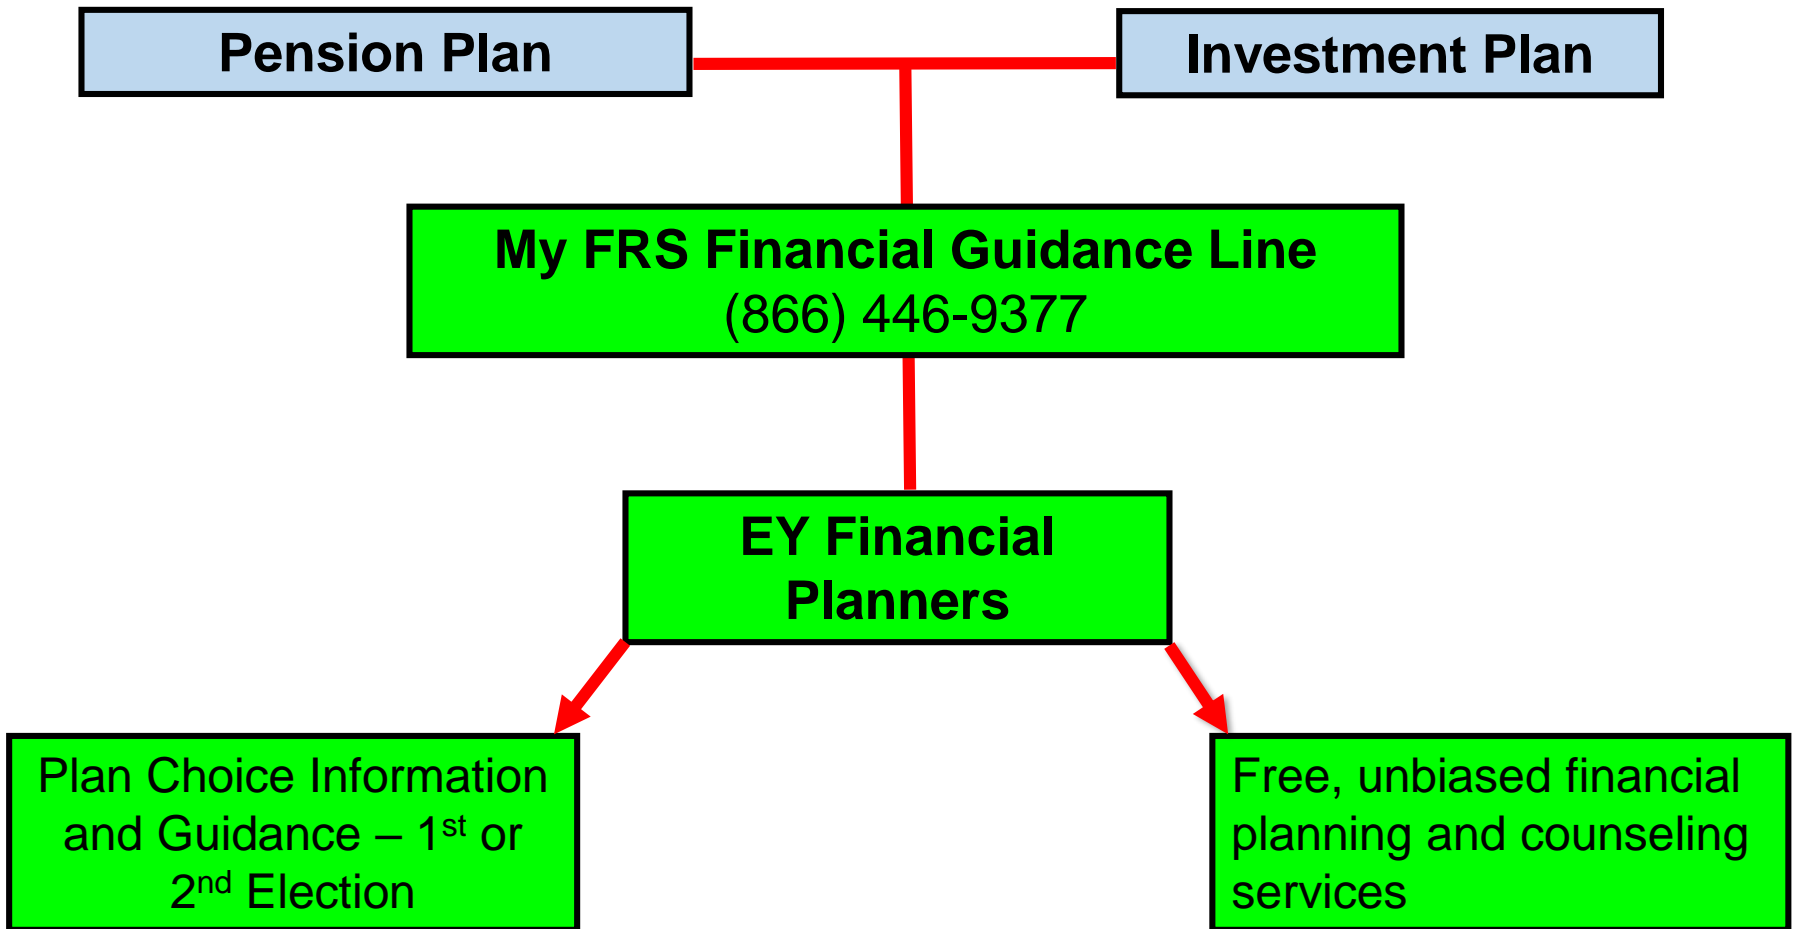 Pension Plan
Investment Plan
My FRS Financial Guidance Line
(866) 446-9377
EY Financial
Planners
Plan Choice Information
and Guidance – 1st or
2nd Election
Free, unbiased financial
planning and counseling
services